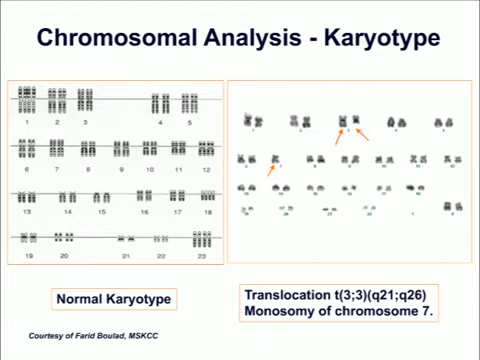 Chromosomal Analysis - Karyotype
1 2 3 4 5
6 7 8 9 10 11 12
13 14 15 16 17 18
19 20 21 22 23
Normal Karyotype
Translocation t(3;3)(q21;q26)
Monosomy of chromosome 7.
Courtesy of Farid Boulad, MSKCC